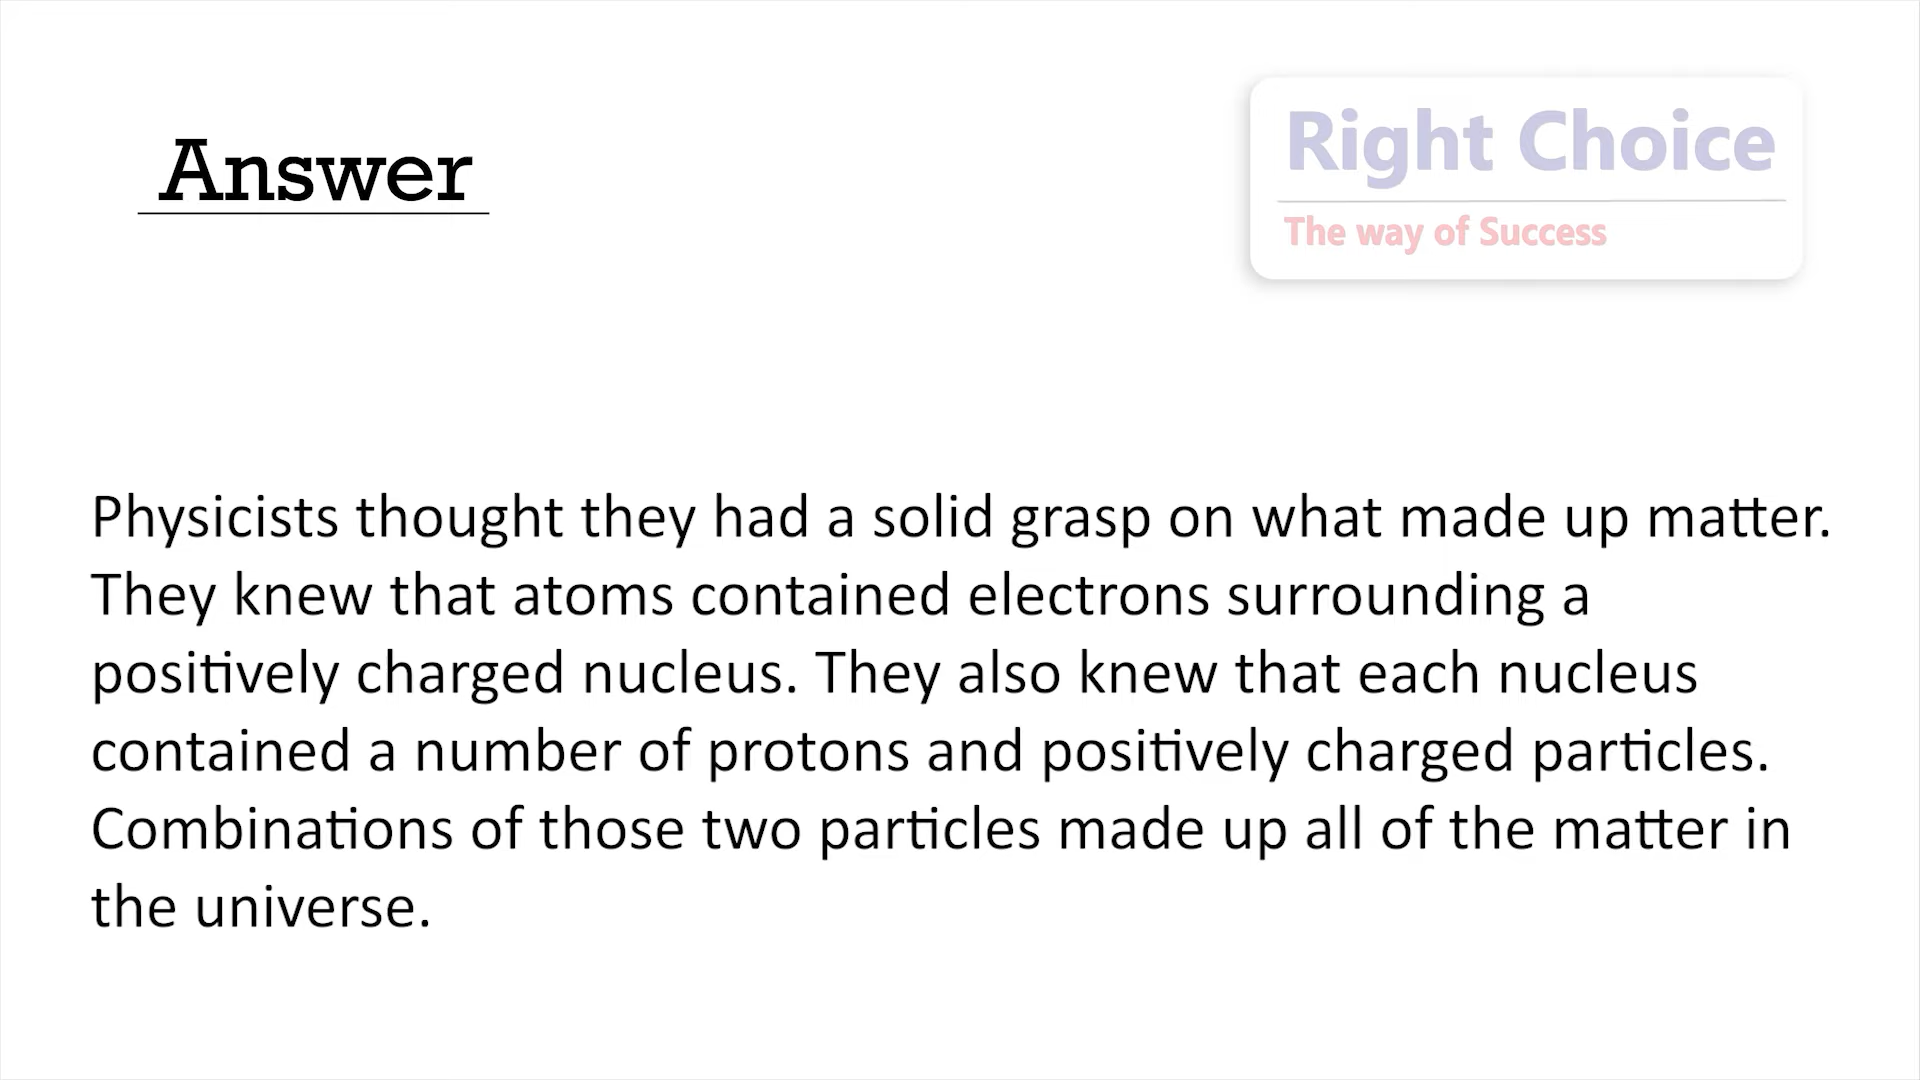 Answer
Right Choice
The way of Success
Physicists thought they had a solid grasp on what made up matter.
They knew that atoms contained electrons surrounding a
positively charged nucleus. They also knew that each nucleus
contained a number of protons and positively charged particles.
Combinations of those two particles made up all of the matter in
the universe.